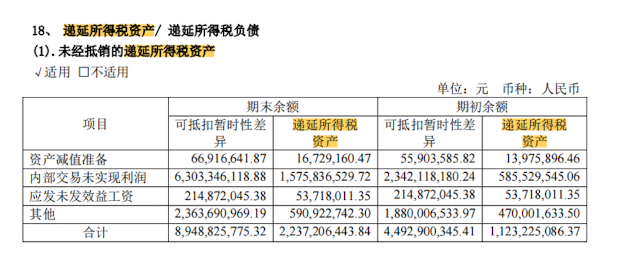 18、 递延所得税资产/ 递延所得税负债
(1).未经抵销的递延所得税资产
√适用 □不适用
单位：元 币种：人民币
项目 期末余额 期初余额
可抵扣暂时性差异 递延所得税资产 可抵扣暂时性差异 递延所得税资产
资产减值准备 66,916,641.87 16,729,160.47 55,903,585.82 13,975,896.46
内部交易未实现利润 6,303,346,118.88 1,575,836,529.72 2,342,118,180.24 585,529,545.06
应发未发效益工资 214,872,045.38 53,718,011.35 214,872,045.38 53,718,011.35
其他 2,363,690,969.19 590,922,742.30 1,880,006,533.97 470,001,633.50
合计 8,948,825,775.32 2,237,206,443.84 4,492,900,345.41 1,123,225,086.37